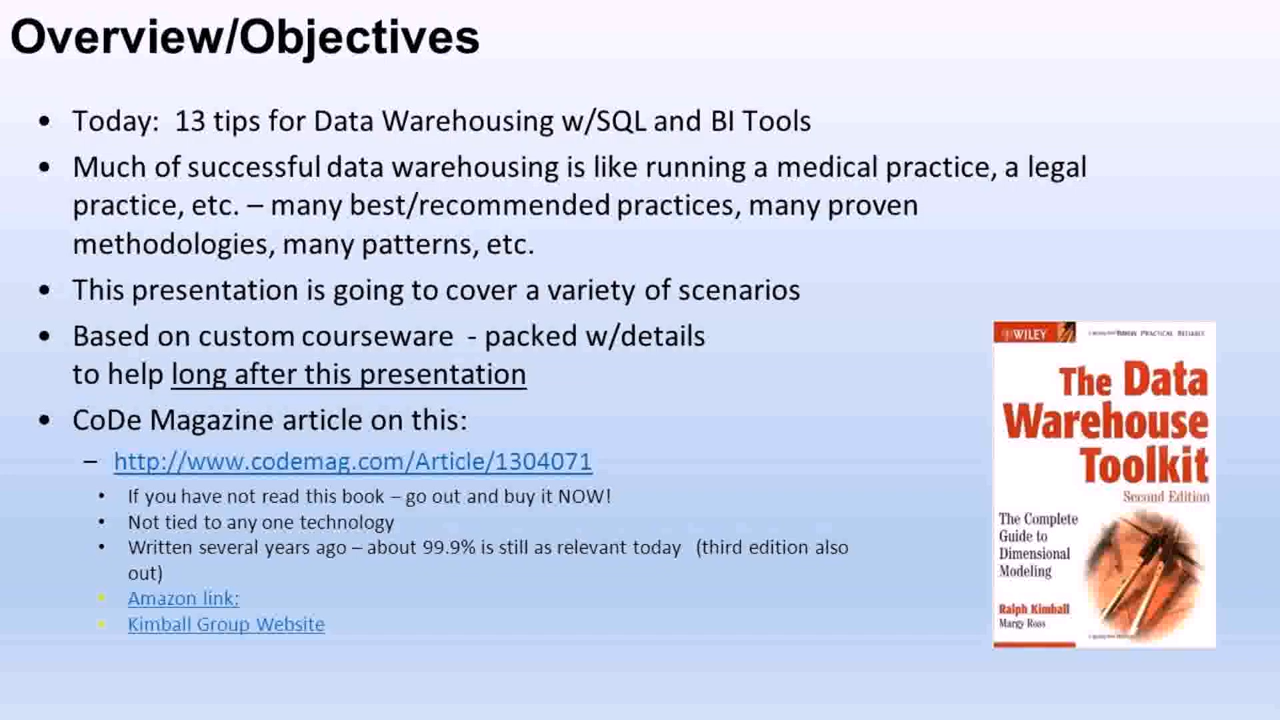 Overview/Objectives
• Today: 13 tips for Data Warehousing w/SQL and BI Tools
• Much of successful data warehousing is like running a medical practice, a legal
practice, etc. – many best/recommended practices, many proven
methodologies, many patterns, etc.
• This presentation is going to cover a variety of scenarios
• Based on custom courseware - packed w/details
to help long after this presentation
• CoDe Magazine article on this:
– http://www.codemag.com/Article/1304071
• If you have not read this book – go out and buy it NOW!
• Not tied to any one technology
• Written several years ago – about 99.9% is still as relevant today (third edition also
out)
• Amazon link:
• Kimball Group Website
WILEY
The Data
Warehouse
Toolkit
Second Edition
The Complete
Guide to
Dimensional
Modeling
Ralph Kimball
Margy Ross